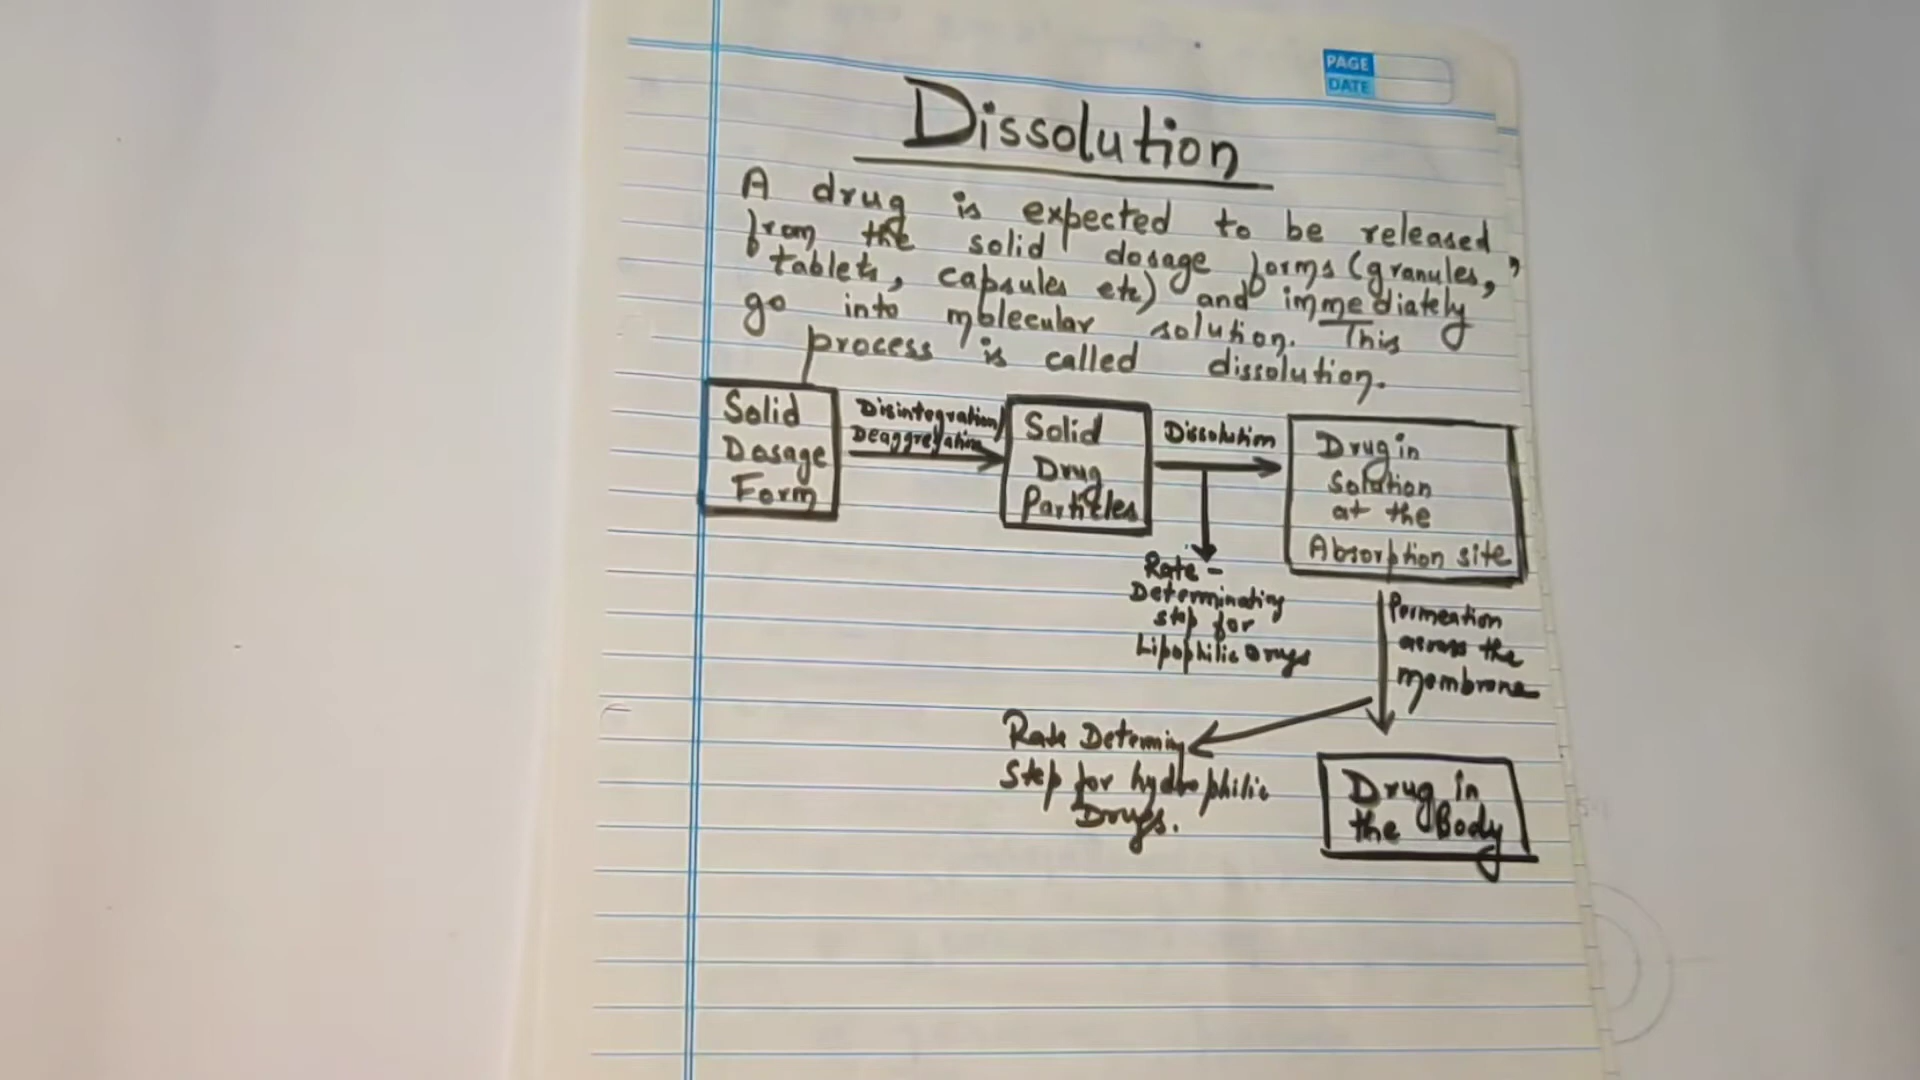 PAGE
DATE
Dissolution
A drug is expected to be released
from the solid dosage forms (granules,
tablets, capsules etc) and immediately
go into molecular solution. This
process is called dissolution.
Solid
Dosage
Form
Disintegration/
Deaggregation
Solid
Drug
Particles
Dissolution
Drug in
Solution
at the
Absorption site
Rate-
Determinating
step for
Lipophilic Drugs
Permeation
across the
membrane
Rate Determing
Step for hydrophilic
Drugs.
Drug in
the Body